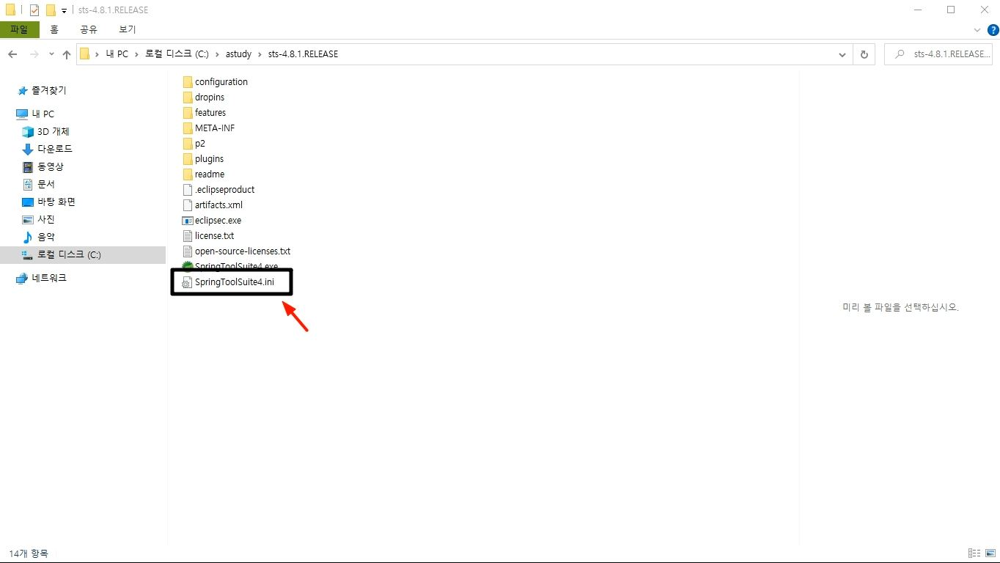 sts-4.8.1.RELEASE
파일 홈 공유 보기
내 PC 로컬 디스크 (C:) astudy sts-4.8.1.RELEASE
sts-4.8.1.RELEASE...
즐겨찾기
내 PC
3D 개체
다운로드
동영상
문서
바탕 화면
사진
음악
로컬 디스크 (C:)
네트워크
configuration
dropins
features
META-INF
p2
plugins
readme
.eclipseproduct
artifacts.xml
eclipsec.exe
license.txt
open-source-licenses.txt
SpringToolSuite4.exe
SpringToolSuite4.ini
미리 볼 파일을 선택하십시오.
14개 항목